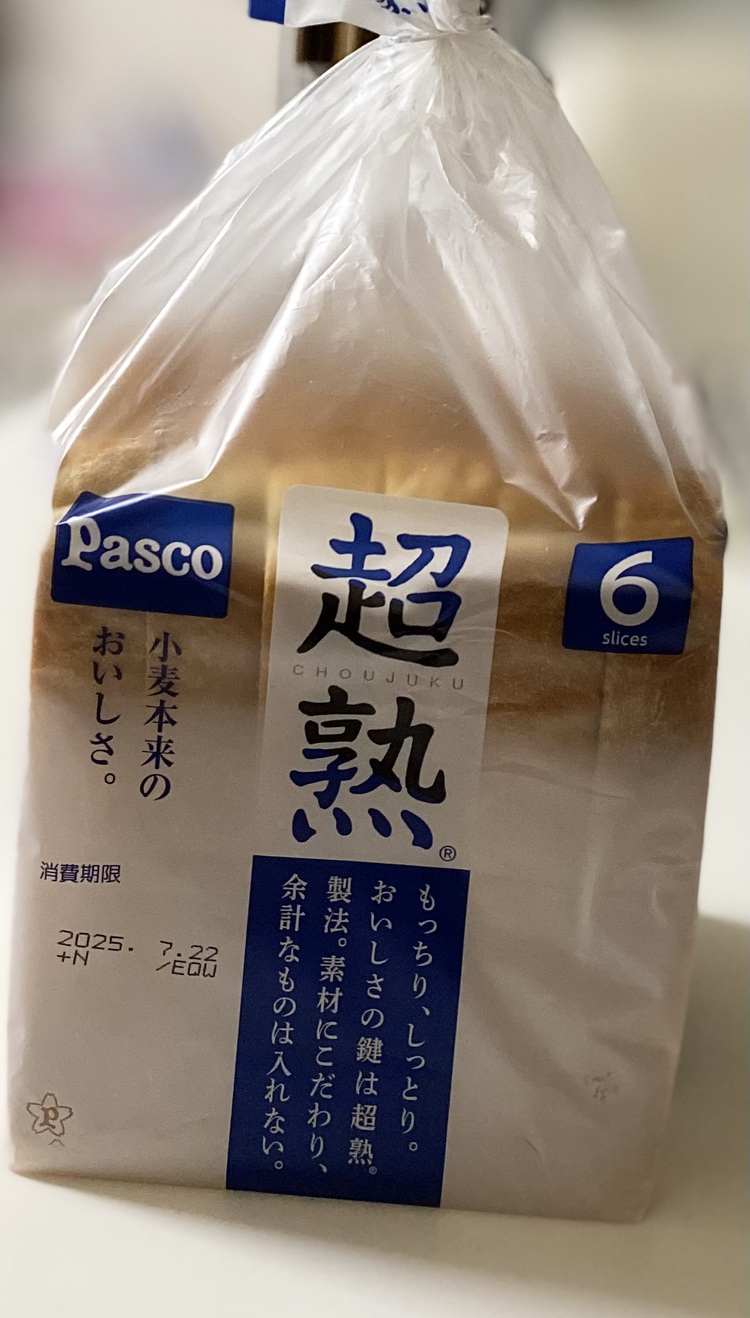 Pasco
超熟
CHOUJUKU
®
6
slices
小麦本来の
おいしさ。
消費期限
2025. 7.22
+N /EQW
もっちり、しっとり。
おいしさの鍵は超熟®
製法。素材にこだわり、
余計なものは入れない。
P